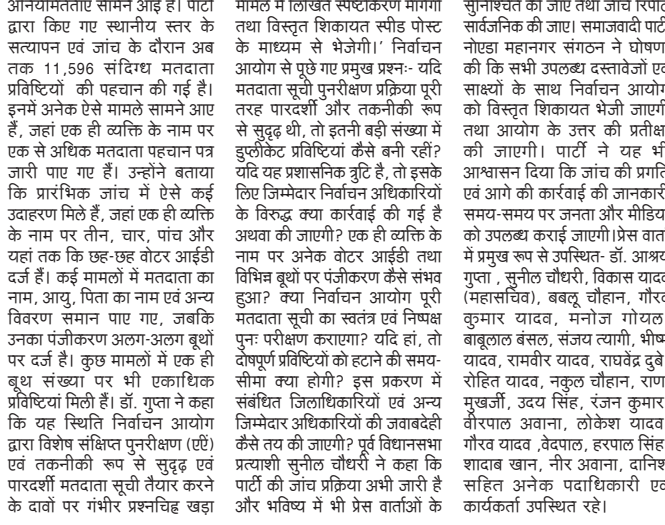 अनियमितताएं सामने आई हैं। पार्टी
द्वारा किए गए स्थानीय स्तर के
सत्यापन एवं जांच के दौरान अब
तक 11,596 संदिग्ध मतदाता
प्रविष्टियों की पहचान की गई है।
इनमें अनेक ऐसे मामले सामने आए
हैं, जहां एक ही व्यक्ति के नाम पर
एक से अधिक मतदाता पहचान पत्र
जारी पाए गए हैं। उन्होंने बताया
कि प्रारंभिक जांच में ऐसे कई
उदाहरण मिले हैं, जहां एक ही व्यक्ति
के नाम पर तीन, चार, पांच और
यहां तक कि छह-छह वोटर आईडी
दर्ज हैं। कई मामलों में मतदाता का
नाम, आयु, पिता का नाम एवं अन्य
विवरण समान पाए गए, जबकि
उनका पंजीकरण अलग-अलग बूथों
पर दर्ज है। कुछ मामलों में एक ही
बूथ संख्या पर भी एकाधिक
प्रविष्टियां मिली हैं। डॉ. गुप्ता ने कहा
कि यह स्थिति निर्वाचन आयोग
द्वारा विशेष संक्षिप्त पुनरीक्षण (एीं)
एवं तकनीकी रूप से सुदृढ़ एवं
पारदर्शी मतदाता सूची तैयार करने
के दावों पर गंभीर प्रश्नचिह्न खड़ा
मामले में लिखित स्पष्टीकरण मांगेगी
तथा विस्तृत शिकायत स्पीड पोस्ट
के माध्यम से भेजेगी।’ निर्वाचन
आयोग से पूछे गए प्रमुख प्रश्नः- यदि
मतदाता सूची पुनरीक्षण प्रक्रिया पूरी
तरह पारदर्शी और तकनीकी रूप
से सुदृढ़ थी, तो इतनी बड़ी संख्या में
डुप्लीकेट प्रविष्टियां कैसे बनी रहीं?
यदि यह प्रशासनिक त्रुटि है, तो इसके
लिए जिम्मेदार निर्वाचन अधिकारियों
के विरुद्ध क्या कार्रवाई की गई है
अथवा की जाएगी? एक ही व्यक्ति के
नाम पर अनेक वोटर आईडी तथा
विभिन्न बूथों पर पंजीकरण कैसे संभव
हुआ? क्या निर्वाचन आयोग पूरी
मतदाता सूची का स्वतंत्र एवं निष्पक्ष
पुनः परीक्षण कराएगा? यदि हां, तो
दोषपूर्ण प्रविष्टियों को हटाने की समय-
सीमा क्या होगी? इस प्रकरण में
संबंधित जिलाधिकारियों एवं अन्य
जिम्मेदार अधिकारियों की जवाबदेही
कैसे तय की जाएगी? पूर्व विधानसभा
प्रत्याशी सुनील चौधरी ने कहा कि
पार्टी की जांच प्रक्रिया अभी जारी है
और भविष्य में भी प्रेस वार्ताओं के
सुनिश्चित की जाए तथा जांच रिपोर्ट
सार्वजनिक की जाए। समाजवादी पार्टी
नोएडा महानगर संगठन ने घोषणा
की कि सभी उपलब्ध दस्तावेजों एवं
साक्ष्यों के साथ निर्वाचन आयोग
को विस्तृत शिकायत भेजी जाएगी
तथा आयोग के उत्तर की प्रतीक्षा
की जाएगी। पार्टी ने यह भी
आश्वासन दिया कि जांच की प्रगति
एवं आगे की कार्रवाई की जानकारी
समय-समय पर जनता और मीडिया
को उपलब्ध कराई जाएगी।प्रेस वार्ता
में प्रमुख रूप से उपस्थित- डॉ. आश्रय
गुप्ता , सुनील चौधरी, विकास यादव
(महासचिव), बबलू चौहान, गौरव
कुमार यादव, मनोज गोयल,
बाबूलाल बंसल, संजय त्यागी, भीष्म
यादव, रामवीर यादव, राघवेंद्र दुबे,
रोहित यादव, नकुल चौहान, राणा
मुखर्जी, उदय सिंह, रंजन कुमार,
वीरपाल अवाना, लोकेश यादव,
गौरव यादव ,वेदपाल, हरपाल सिंह,
शादाब खान, नीर अवाना, दानिश
सहित अनेक पदाधिकारी एवं
कार्यकर्ता उपस्थित रहे।